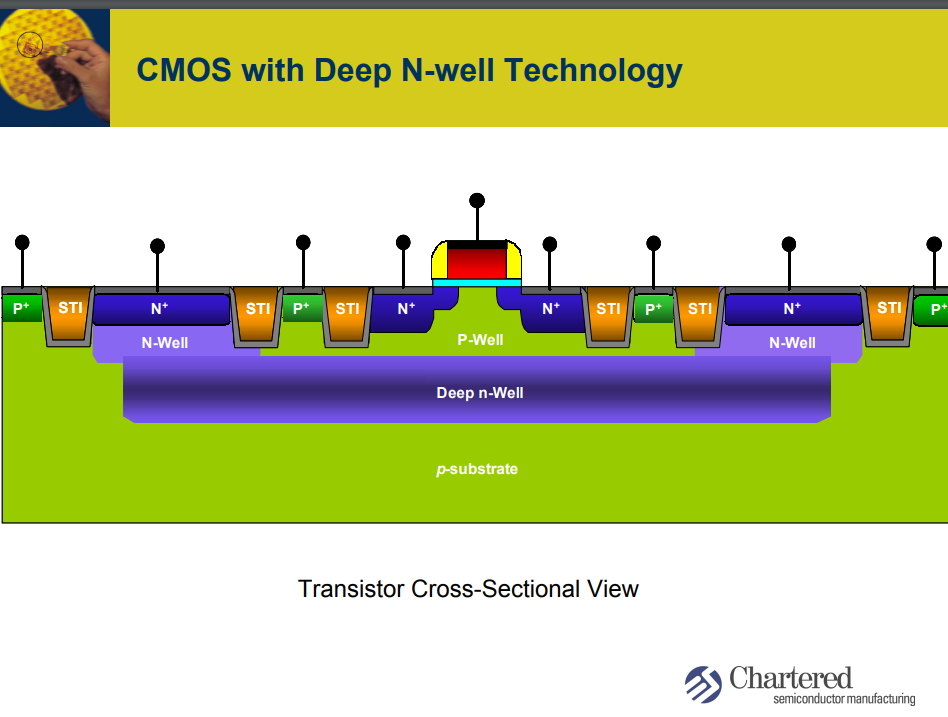 CMOS with Deep N-well Technology
P+ STI N+ STI P+ STI N+ N+ STI P+ STI N+ STI P+
N-Well P-Well N-Well
Deep n-Well
p-substrate
Transistor Cross-Sectional View
Chartered
semiconductor manufacturing